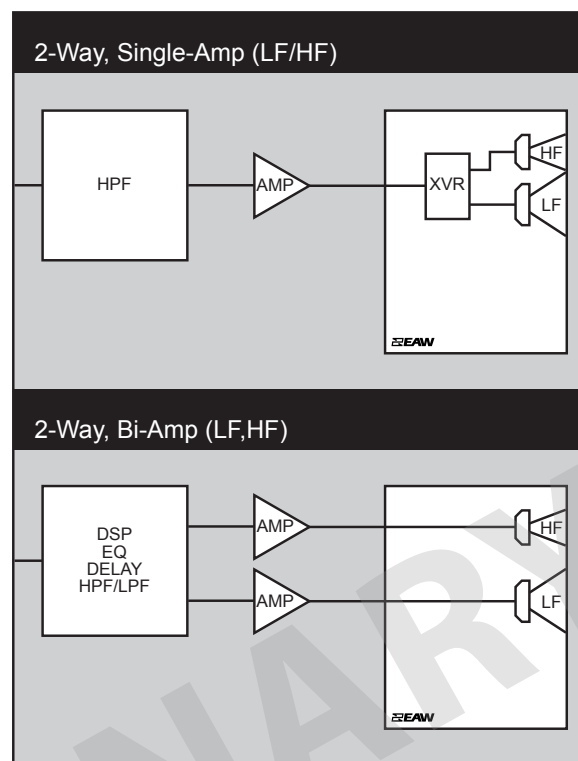 2-Way, Single-Amp (LF/HF)
HPF
AMP
XVR
HF
LF
EAW
2-Way, Bi-Amp (LF,HF)
DSP
EQ
DELAY
HPF/LPF
AMP
HF
AMP
LF
EAW
NARY